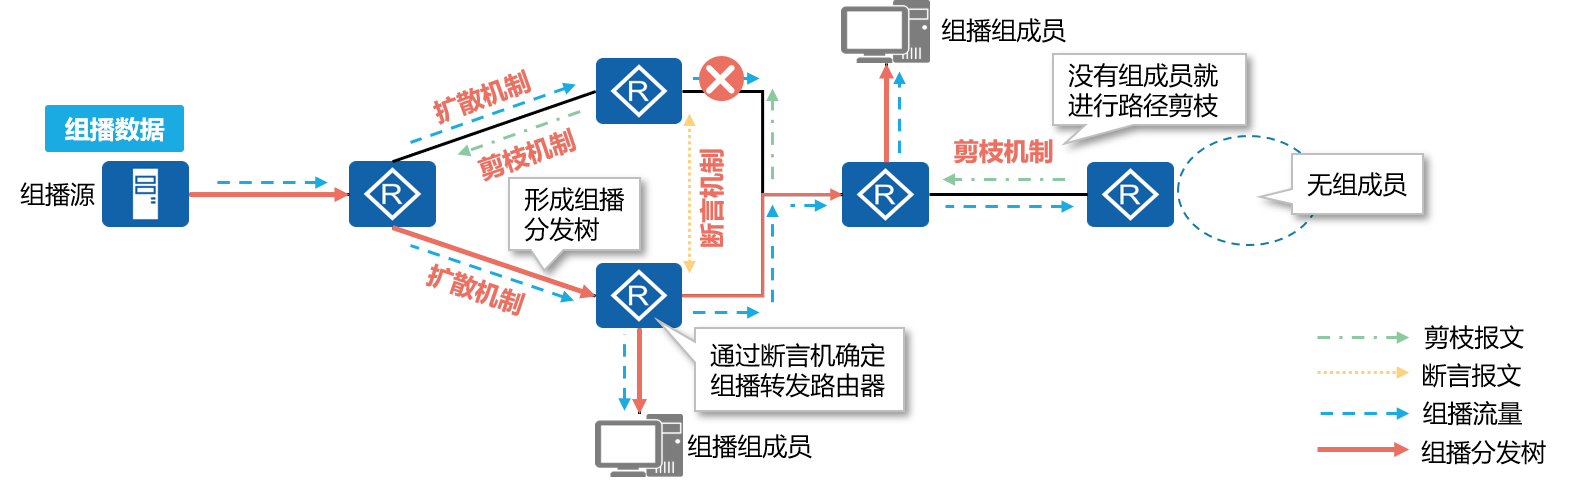 组播组成员
没有组成员就
进行路径剪枝
扩散机制
组播数据
剪枝机制
R
剪枝机制
断言机制
组播源
R
形成组播
分发树
R
R
无组成员
扩散机制
R
通过断言机确定
组播转发路由器
组播组成员
剪枝报文
断言报文
组播流量
组播分发树